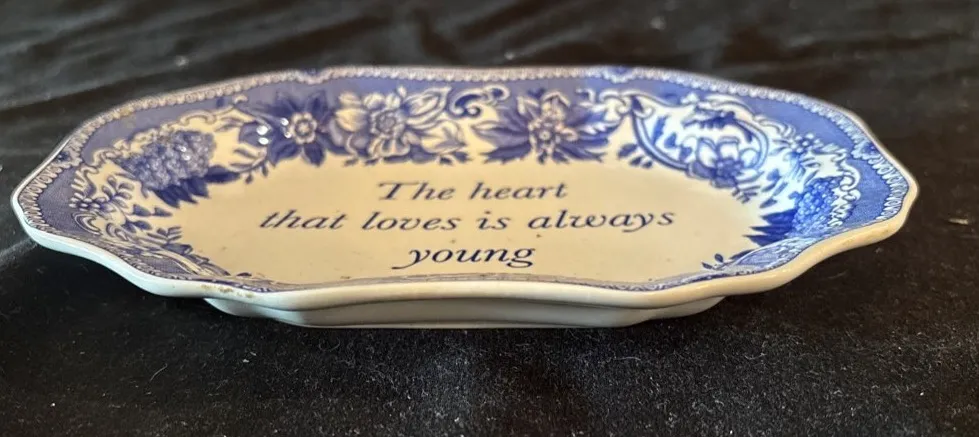 The heart
that loves is always
young